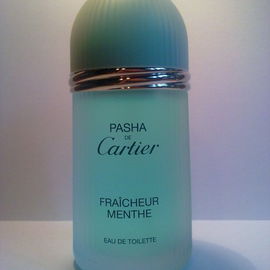 PASHA
DE
Cartier
FRAÎCHEUR
MENTHE
EAU DE TOILETTE